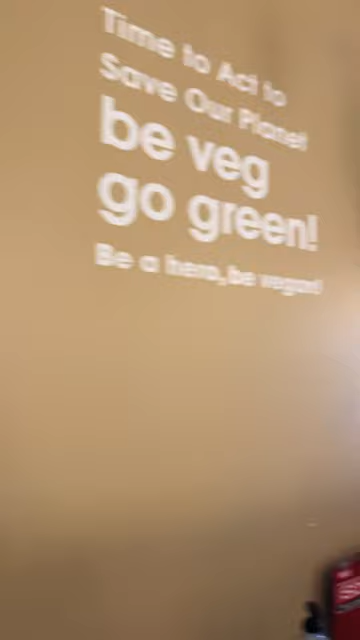 Time to Act to
Save Our Planet
be veg
go green!
Be a hero, be vegan!